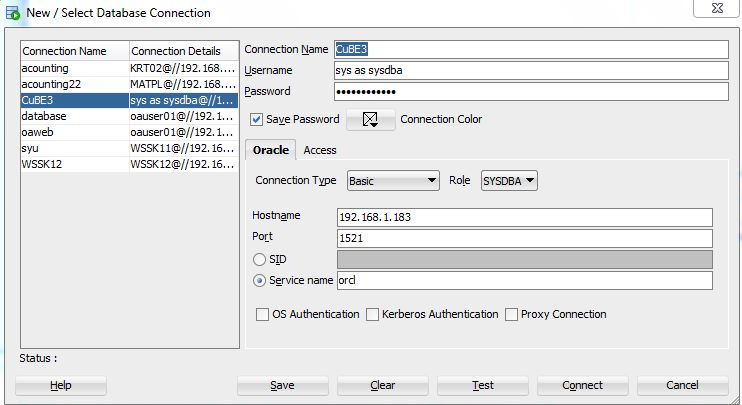 New / Select Database Connection
Connection Name Connection Details
acounting KRT02@//192.168....
acounting22 MATPL@//192.168...
CuBE3 sys as sysdba@//1...
database oauser01@//192.1...
oaweb oauser01@//192.1...
syu WSSK11@//192.16...
WSSK12 WSSK12@//192.16...
Connection Name CuBE3
Username sys as sysdba
Password ••••••••••••
Save Password Connection Color
Oracle Access
Connection Type Basic Role SYSDBA
Hostname 192.168.1.183
Port 1521
SID
Service name orcl
OS Authentication Kerberos Authentication Proxy Connection
Status :
Help Save Clear Test Connect Cancel